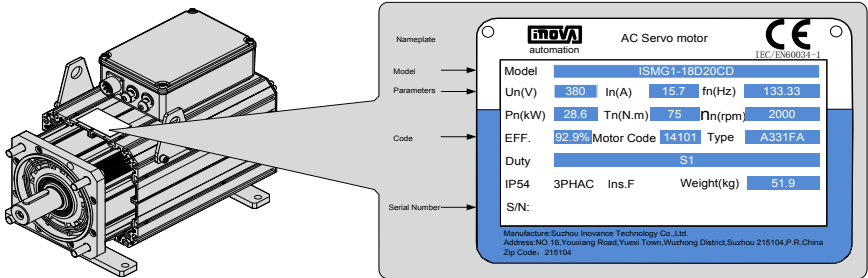 Nameplate
inOVA
automation
AC Servo motor
CE
IEC/EN60034-1
Model
Model ISMG1-18D20CD
Parameters
Un(V) 380 In(A) 15.7 fn(Hz) 133.33
Pn(kW) 28.6 Tn(N.m) 75 nn(rpm) 2000
Code
EFF. 92.9% Motor Code 14101 Type A331FA
Duty S1
IP54 3PHAC Ins.F Weight(kg) 51.9
Serial Number
S/N:
Manufacture:Suzhou Inovance Technology Co.,Ltd.
Address:NO.16,Youxiang Road,Yuexi Town,Wuzhong District,Suzhou 215104,P.R.China
Zip Code: 215104